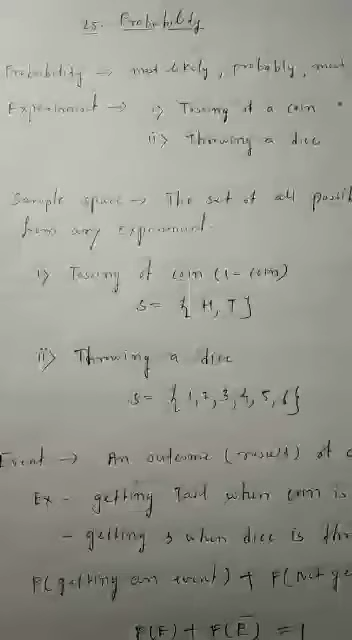 25. Probability
Probability → most likely, probably, most
Experiment → i) Tossing of a coin
ii) Throwing a dice
Sample space → The set of all possib
from any experiment.
i) Tossing of coin (1-coin)
S = { H, T }
ii) Throwing a dice
S = { 1, 2, 3, 4, 5, 6 }
Event → An outcome (result) of a
Ex - getting Tail when coin is
- getting 3 when dice is thr
P(getting an event) + P(Not ge
P(E) + P(E̅) = 1